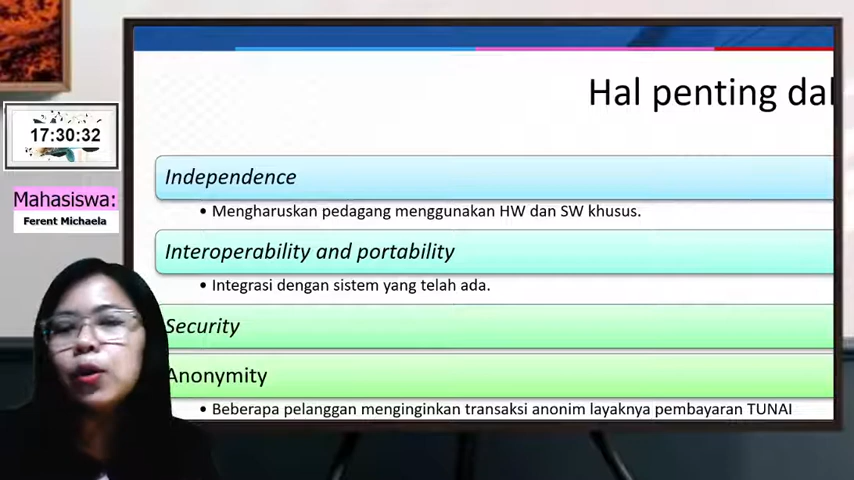 Hal penting dal
17:30:32
Independence
Mahasiswa:
• Mengharuskan pedagang menggunakan HW dan SW khusus.
Ferent Michaela
Interoperability and portability
• Integrasi dengan sistem yang telah ada.
Security
Anonymity
• Beberapa pelanggan menginginkan transaksi anonim layaknya pembayaran TUNAI